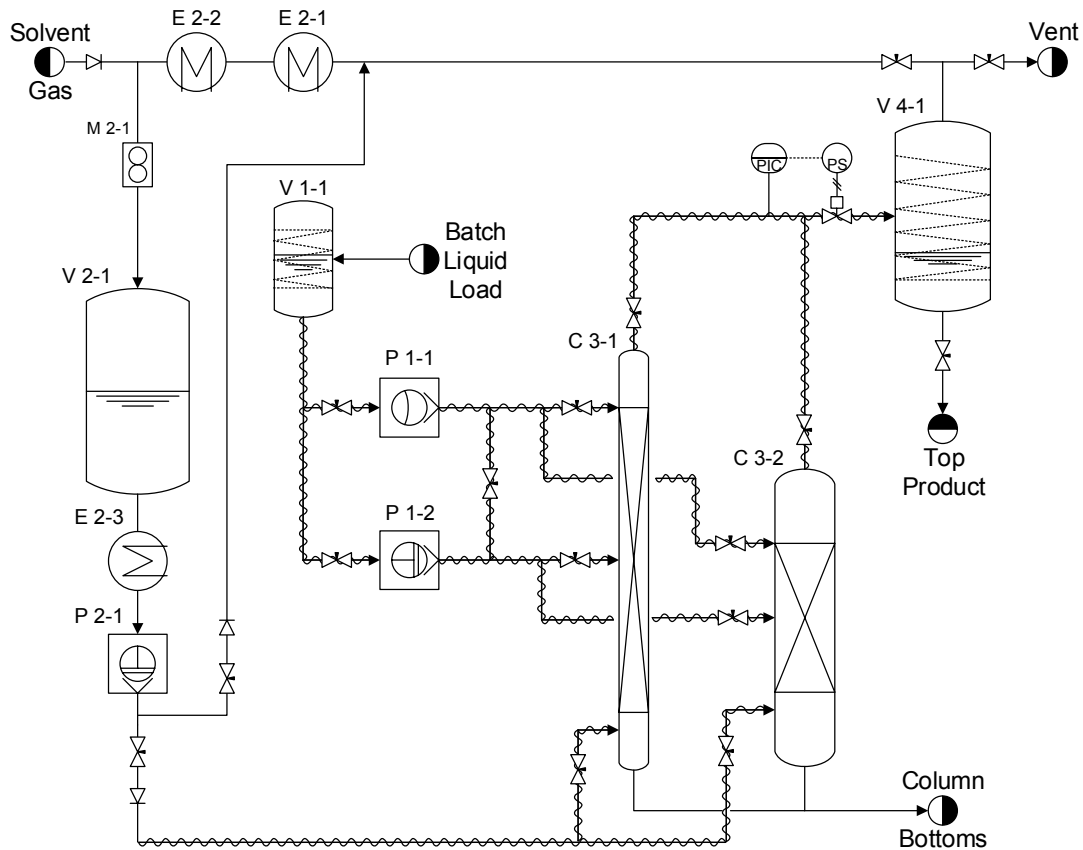 Solvent
Gas
E 2-2
E 2-1
Vent
M 2-1
V 4-1
PIC
PS
V 1-1
Batch
Liquid
Load
V 2-1
C 3-1
P 1-1
C 3-2
Top
Product
E 2-3
P 1-2
P 2-1
Column
Bottoms